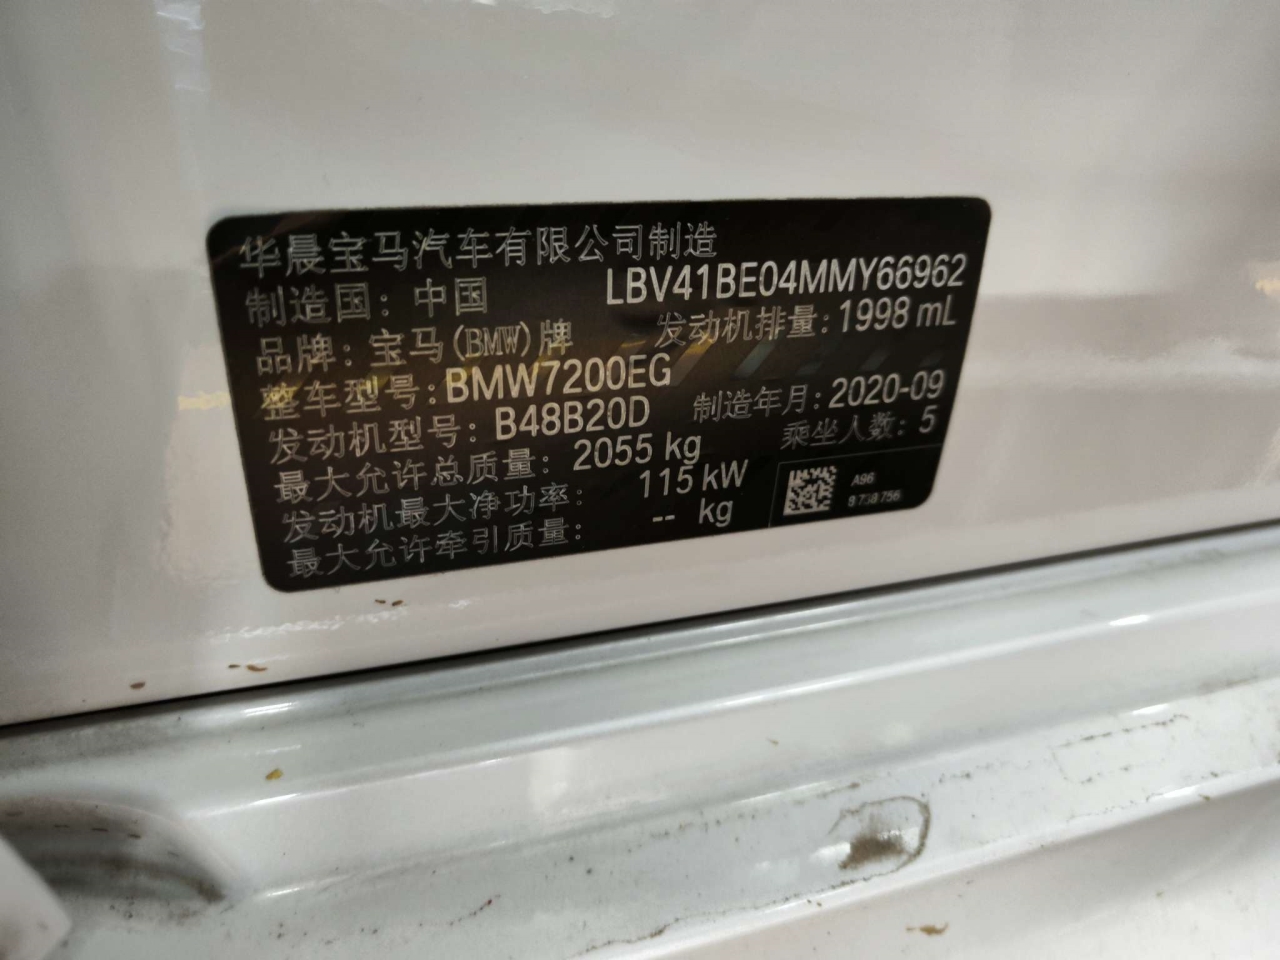 华晨宝马汽车有限公司制造
制造国：中国 LBV41BE04MMY66962
品牌：宝马(BMW)牌 发动机排量：1998 mL
整车型号：BMW7200EG
发动机型号：B48B20D 制造年月：2020-09
最大允许总质量：2055 kg 乘坐人数：5
发动机最大净功率：115 kW
最大允许牵引质量：-- kg
A96
9 738 756